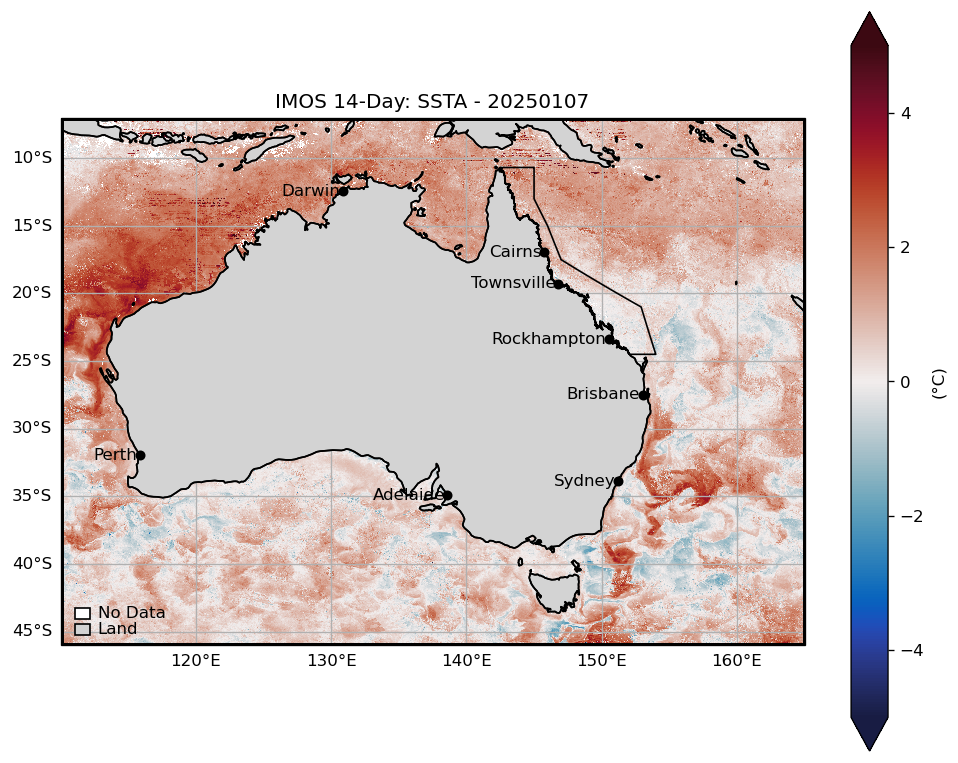 IMOS 14-Day: SSTA - 20250107
10°S
15°S
20°S
25°S
30°S
35°S
40°S
45°S
Darwin
Cairns
Townsville
Rockhampton
Brisbane
Perth
Sydney
Adelaide
No Data
Land
120°E
130°E
140°E
150°E
160°E
4
2
0
−2
−4
(°C)